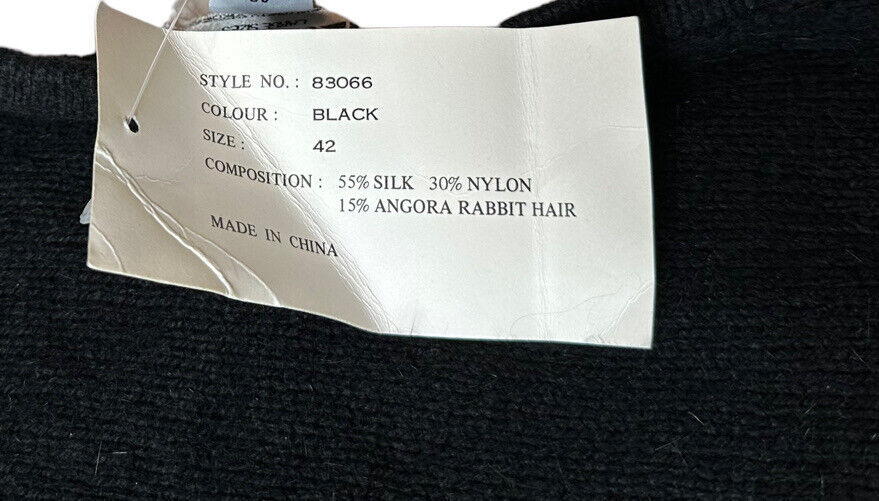 STYLE NO. : 83066
COLOUR : BLACK
SIZE : 42
COMPOSITION : 55% SILK 30% NYLON
15% ANGORA RABBIT HAIR
MADE IN CHINA